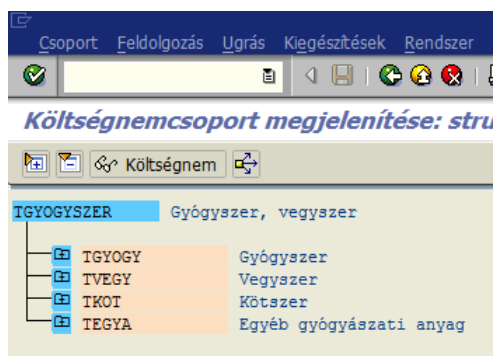 Csoport Feldolgozás Ugrás Kiegészítések Rendszer
Költségnemcsoport megjelenítése: stru
Költségnem
TGYOGYSZER Gyógyszer, vegyszer
TGYOGY Gyógyszer
TVEGY Vegyszer
TKOT Kötszer
TEGYA Egyéb gyógyászati anyag